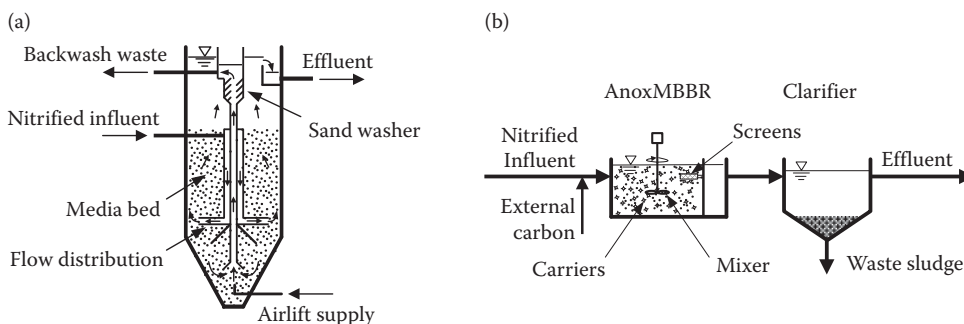 (a)
Backwash waste
Effluent
Nitrified influent
Sand washer
Media bed
Flow distribution
Airlift supply
(b)
AnoxMBBR
Clarifier
Nitrified
Influent
Screens
Effluent
External
carbon
Carriers
Mixer
Waste sludge